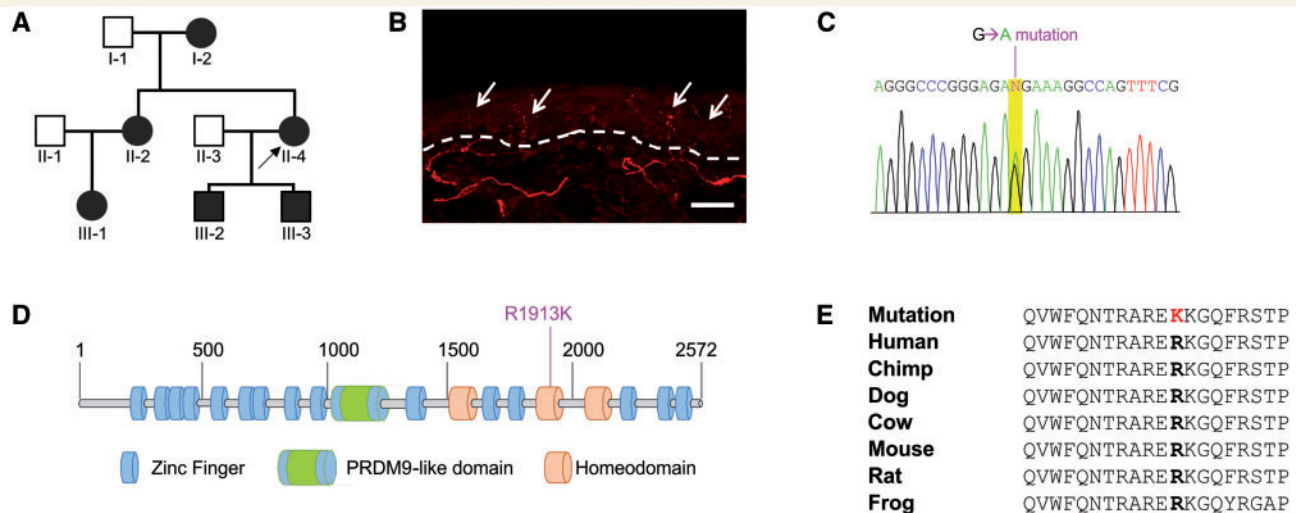 A
I-1
I-2
II-1
II-2
II-3
II-4
III-1
III-2
III-3
B
C
G→A mutation
AGGGCCCGGGAGANGAAAGGCCAGTTTCG
D
R1913K
1
500
1000
1500
2000
2572
Zinc Finger
PRDM9-like domain
Homeodomain
E
Mutation QVWFQNTRAREKKGQFRSTP
Human QVWFQNTRARERKGQFRSTP
Chimp QVWFQNTRARERKGQFRSTP
Dog QVWFQNTRARERKGQFRSTP
Cow QVWFQNTRARERKGQFRSTP
Mouse QVWFQNTRARERKGQFRSTP
Rat QVWFQNTRARERKGQFRSTP
Frog QVWFQNTRARERKGQYRGAP